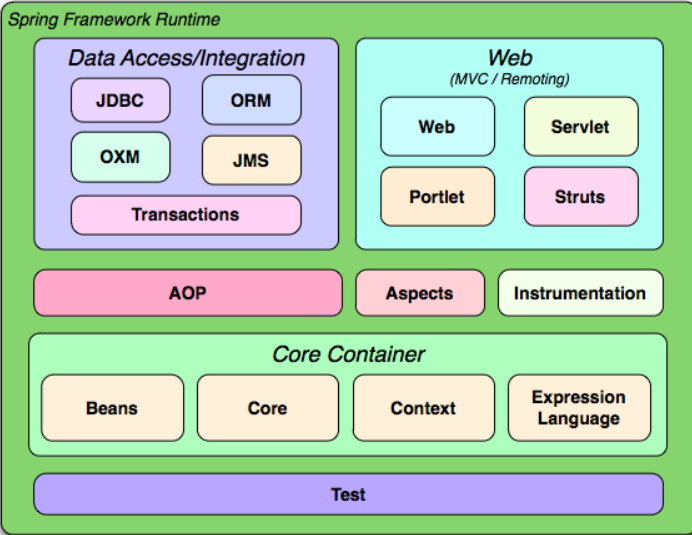 Spring Framework Runtime
Data Access/Integration
JDBC
ORM
OXM
JMS
Transactions
Web
(MVC / Remoting)
Web
Servlet
Portlet
Struts
AOP
Aspects
Instrumentation
Core Container
Beans
Core
Context
Expression
Language
Test